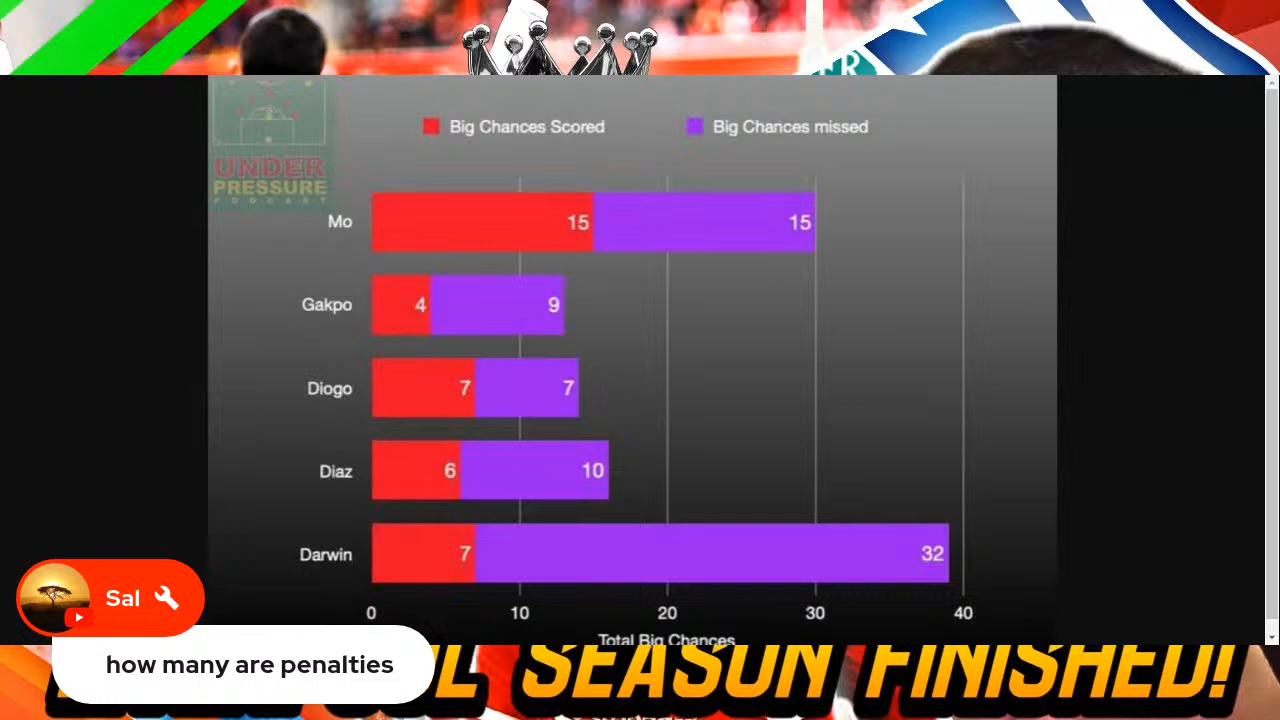 Big Chances Scored
Big Chances missed
UNDER
PRESSURE
PODCAST
Mo
15
15
Gakpo
4
9
Diogo
7
7
Diaz
6
10
Darwin
7
32
0
10
20
30
40
Total Big Chances
Sal
how many are penalties
SEASON FINISHED!